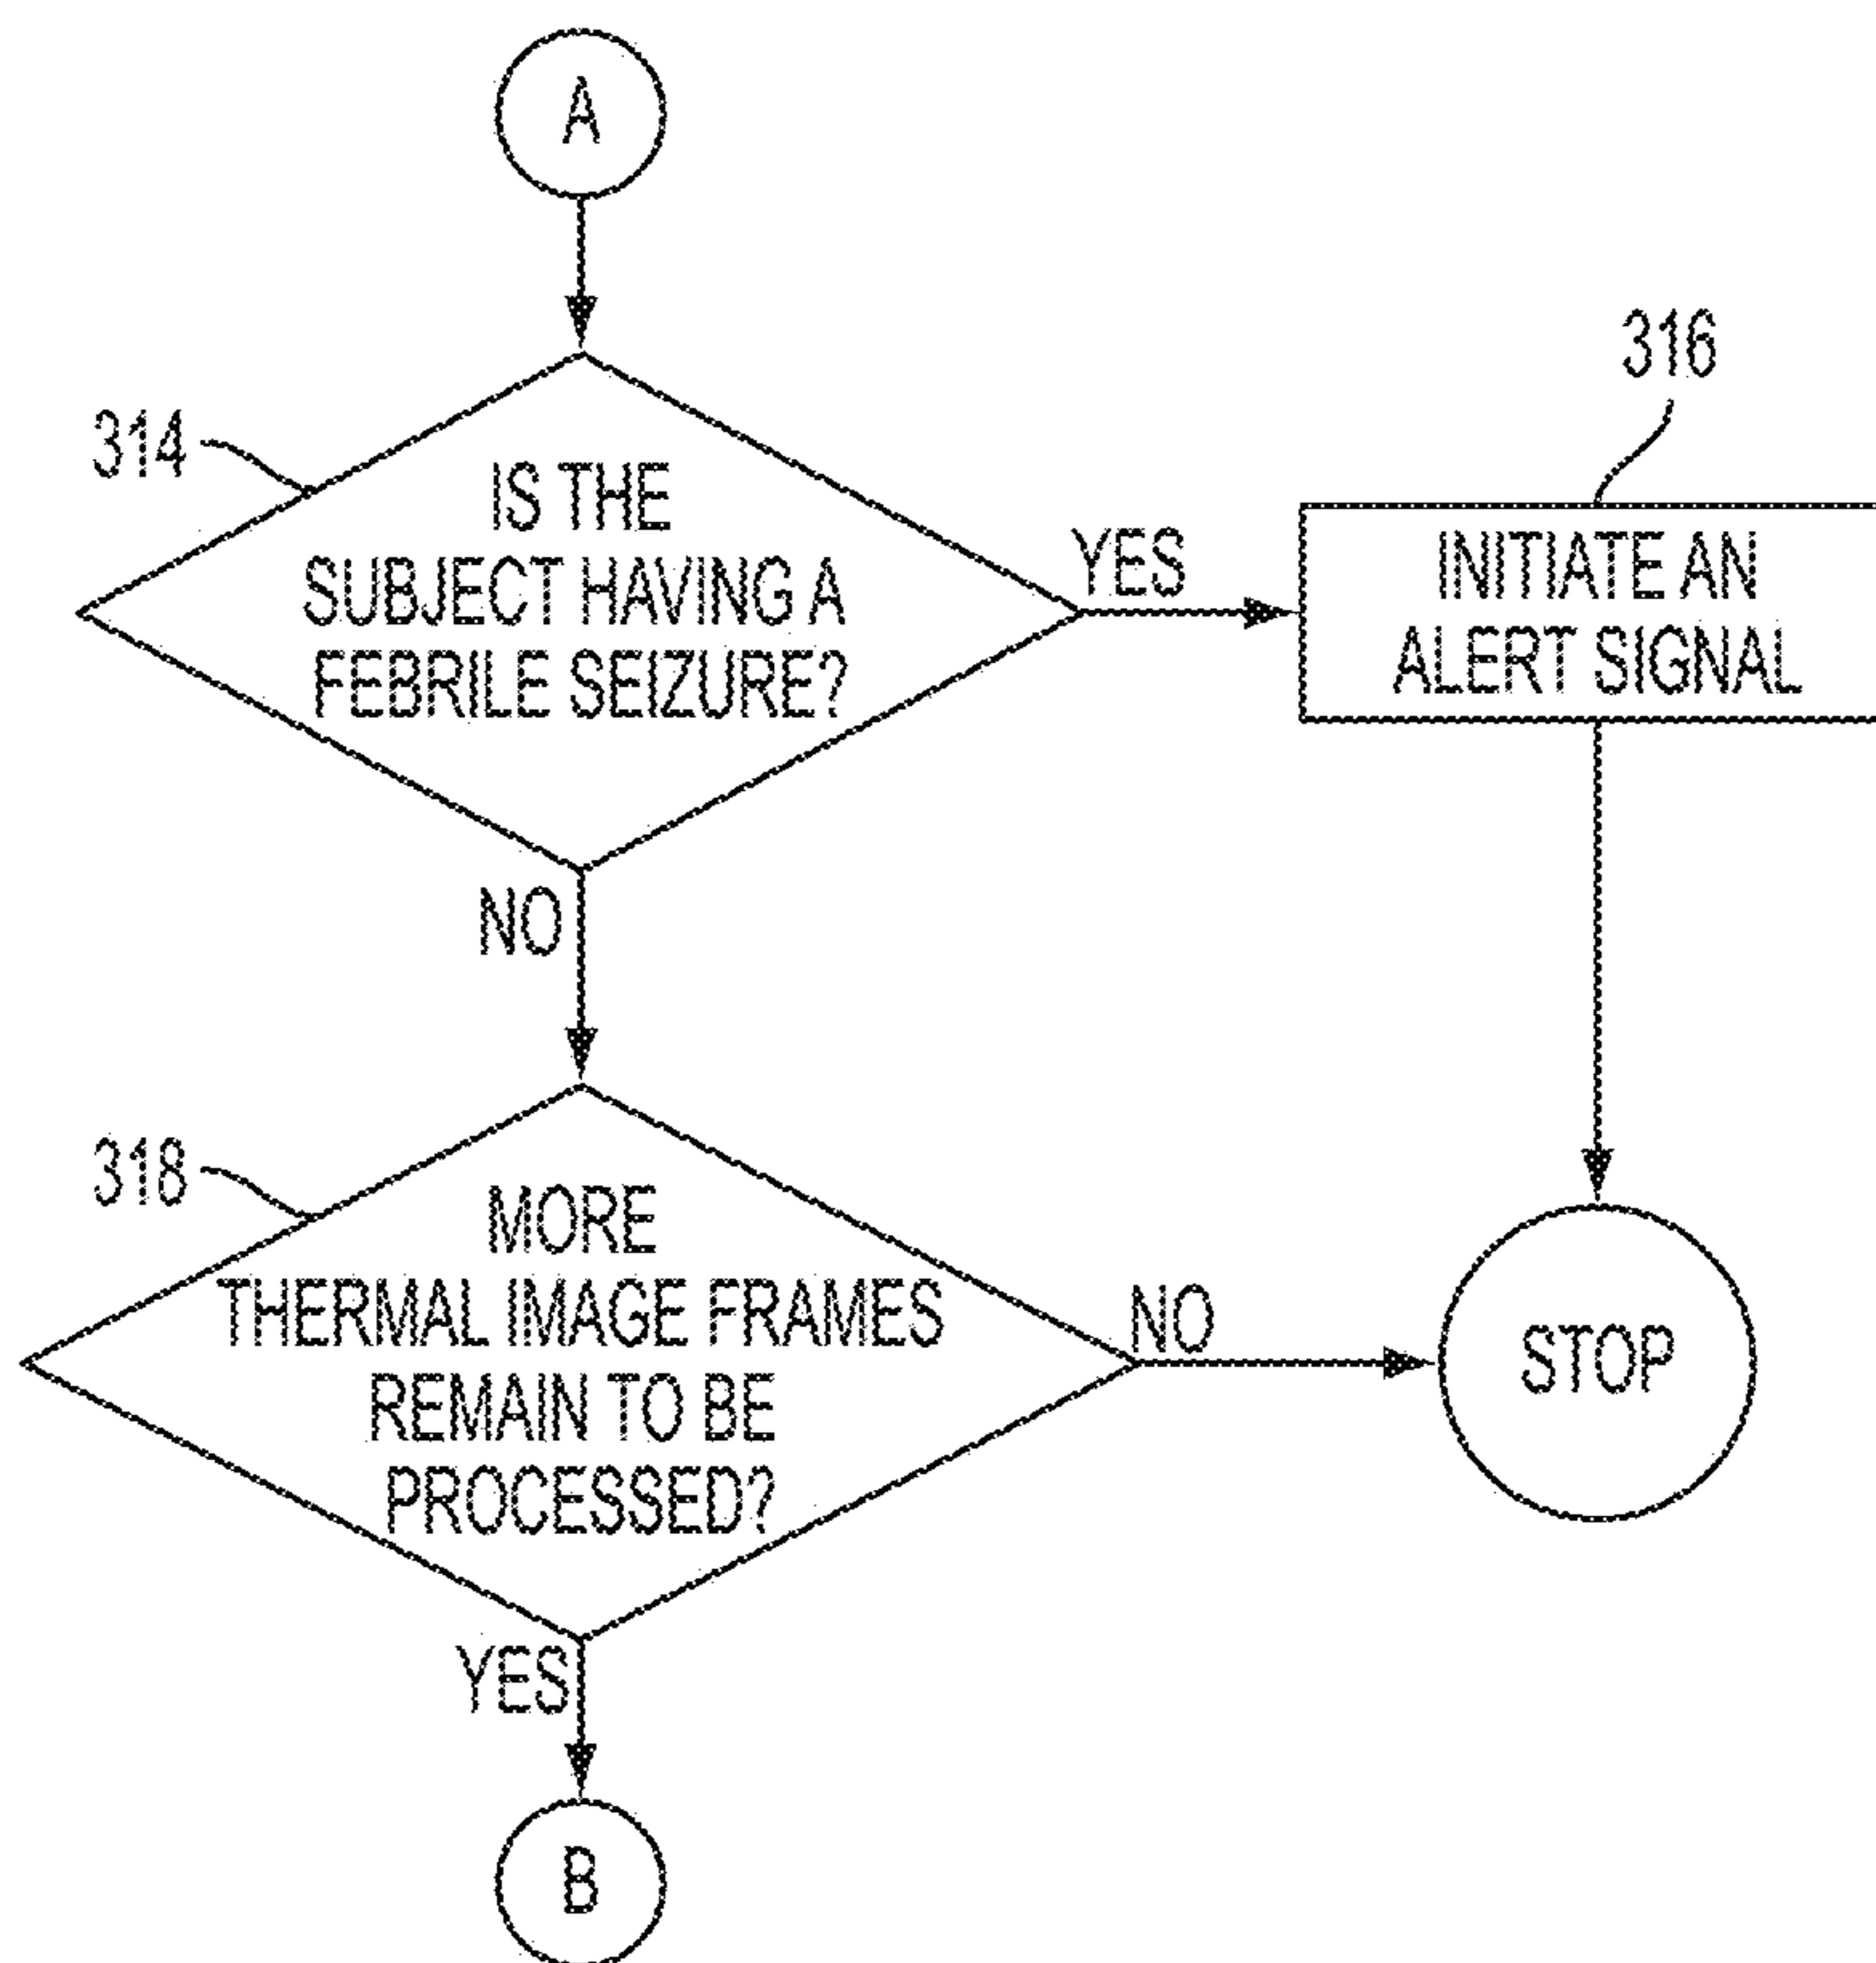 A
314
IS THE
SUBJECT HAVING A
FEBRILE SEIZURE?
YES
316
INITIATE AN
ALERT SIGNAL
NO
318
MORE
THERMAL IMAGE FRAMES
REMAIN TO BE
PROCESSED?
NO
STOP
YES
B